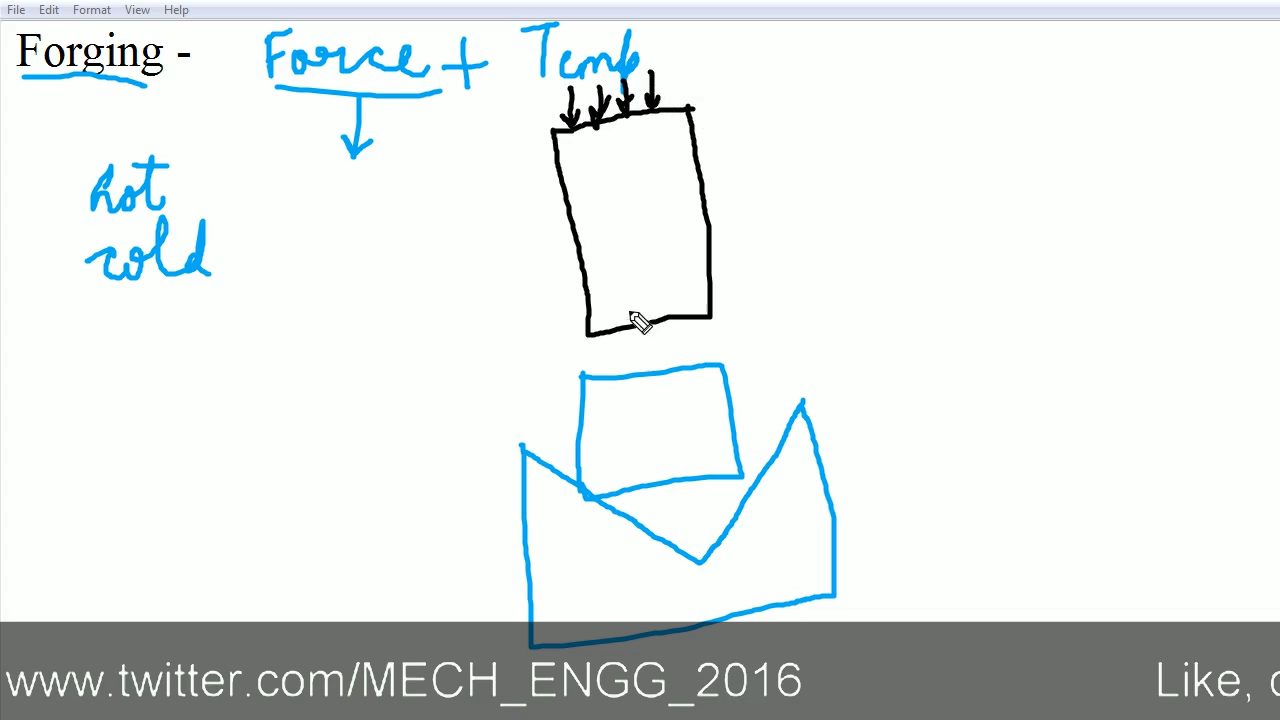 File Edit Format View Help
Forging - Force + Temp
hot
cold
www.twitter.com/MECH_ENGG_2016 Like,